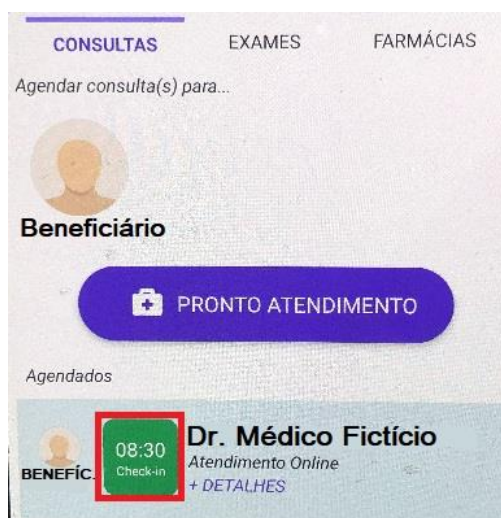 CONSULTAS EXAMES FARMÁCIAS
Agendar consulta(s) para...
Beneficiário
PRONTO ATENDIMENTO
Agendados
08:30
Check-in
BENEFÍC.
Dr. Médico Fictício
Atendimento Online
+ DETALHES